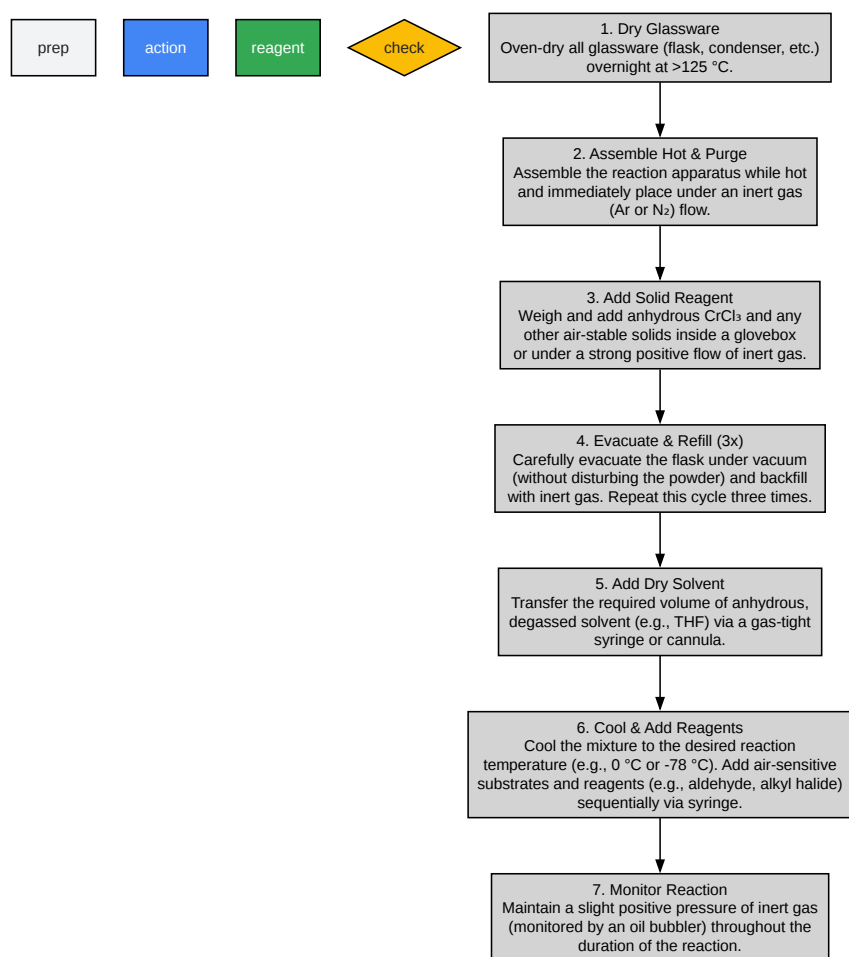 prep
action
reagent
check
1. Dry Glassware
Oven-dry all glassware (flask, condenser, etc.)
overnight at >125 °C.
2. Assemble Hot & Purge
Assemble the reaction apparatus while hot
and immediately place under an inert gas
(Ar or N₂) flow.
3. Add Solid Reagent
Weigh and add anhydrous CrCl₃ and any
other air-stable solids inside a glovebox
or under a strong positive flow of inert gas.
4. Evacuate & Refill (3x)
Carefully evacuate the flask under vacuum
(without disturbing the powder) and backfill
with inert gas. Repeat this cycle three times.
5. Add Dry Solvent
Transfer the required volume of anhydrous,
degassed solvent (e.g., THF) via a gas-tight
syringe or cannula.
6. Cool & Add Reagents
Cool the mixture to the desired reaction
temperature (e.g., 0 °C or -78 °C). Add air-sensitive
substrates and reagents (e.g., aldehyde, alkyl halide)
sequentially via syringe.
7. Monitor Reaction
Maintain a slight positive pressure of inert gas
(monitored by an oil bubbler) throughout the
duration of the reaction.